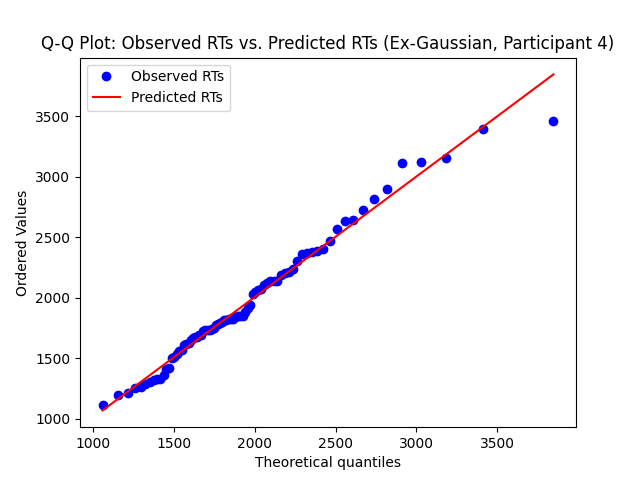 Q-Q Plot: Observed RTs vs. Predicted RTs (Ex-Gaussian, Participant 4)
Observed RTs
Predicted RTs
3500
3000
2500
2000
1500
1000
Ordered Values
1000 1500 2000 2500 3000 3500
Theoretical quantiles